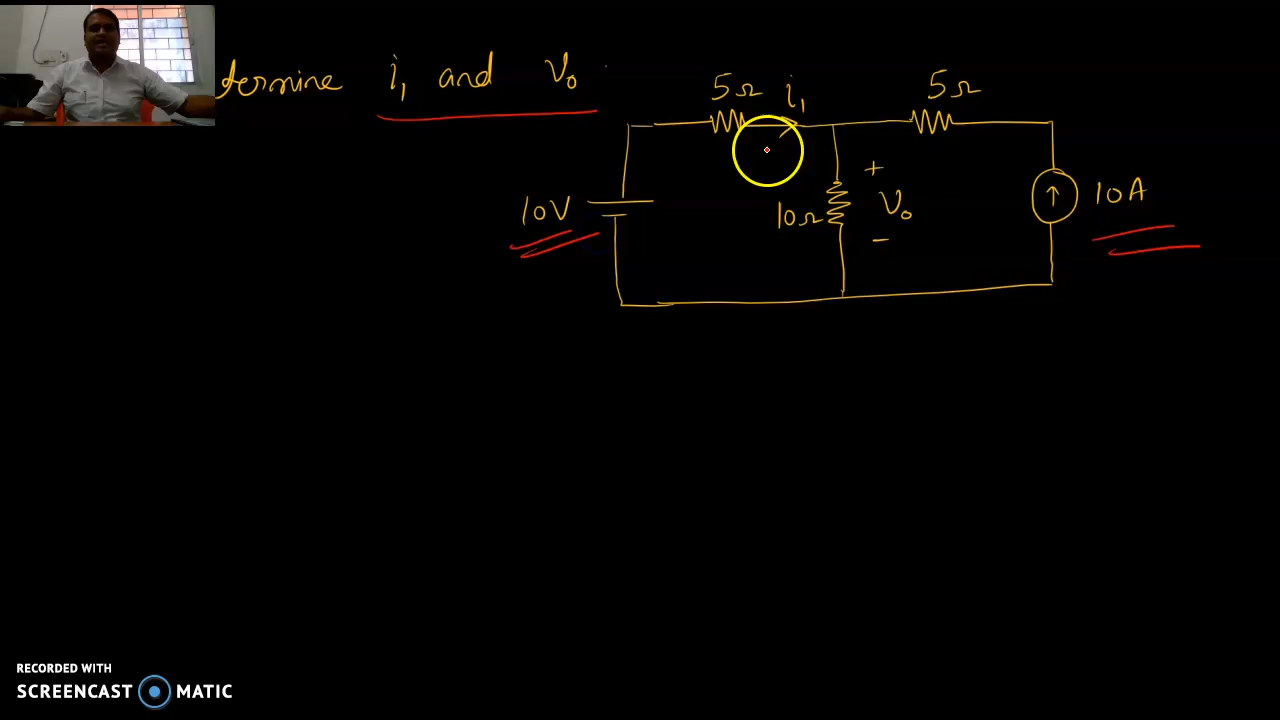 termine i₁ and V₀
5Ω i₁ 5Ω
10V 10Ω + V₀ − 10A
RECORDED WITH
SCREENCAST MATIC